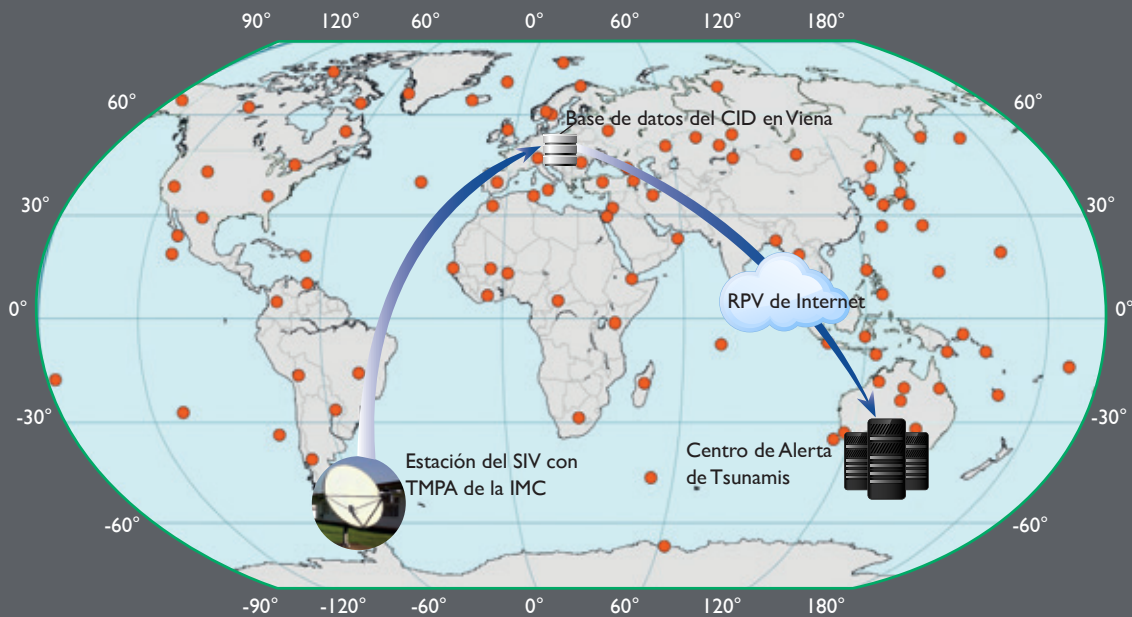 90° 120° 60° 0° 60° 120° 180°
60° 60°
Base de datos del CID en Viena
30° 30°
RPV de Internet
0° 0°
-30° -30°
Estación del SIV con
TMPA de la IMC
Centro de Alerta
de Tsunamis
-60° -60°
-90° -120° -60° 0° 60° 120° 180°